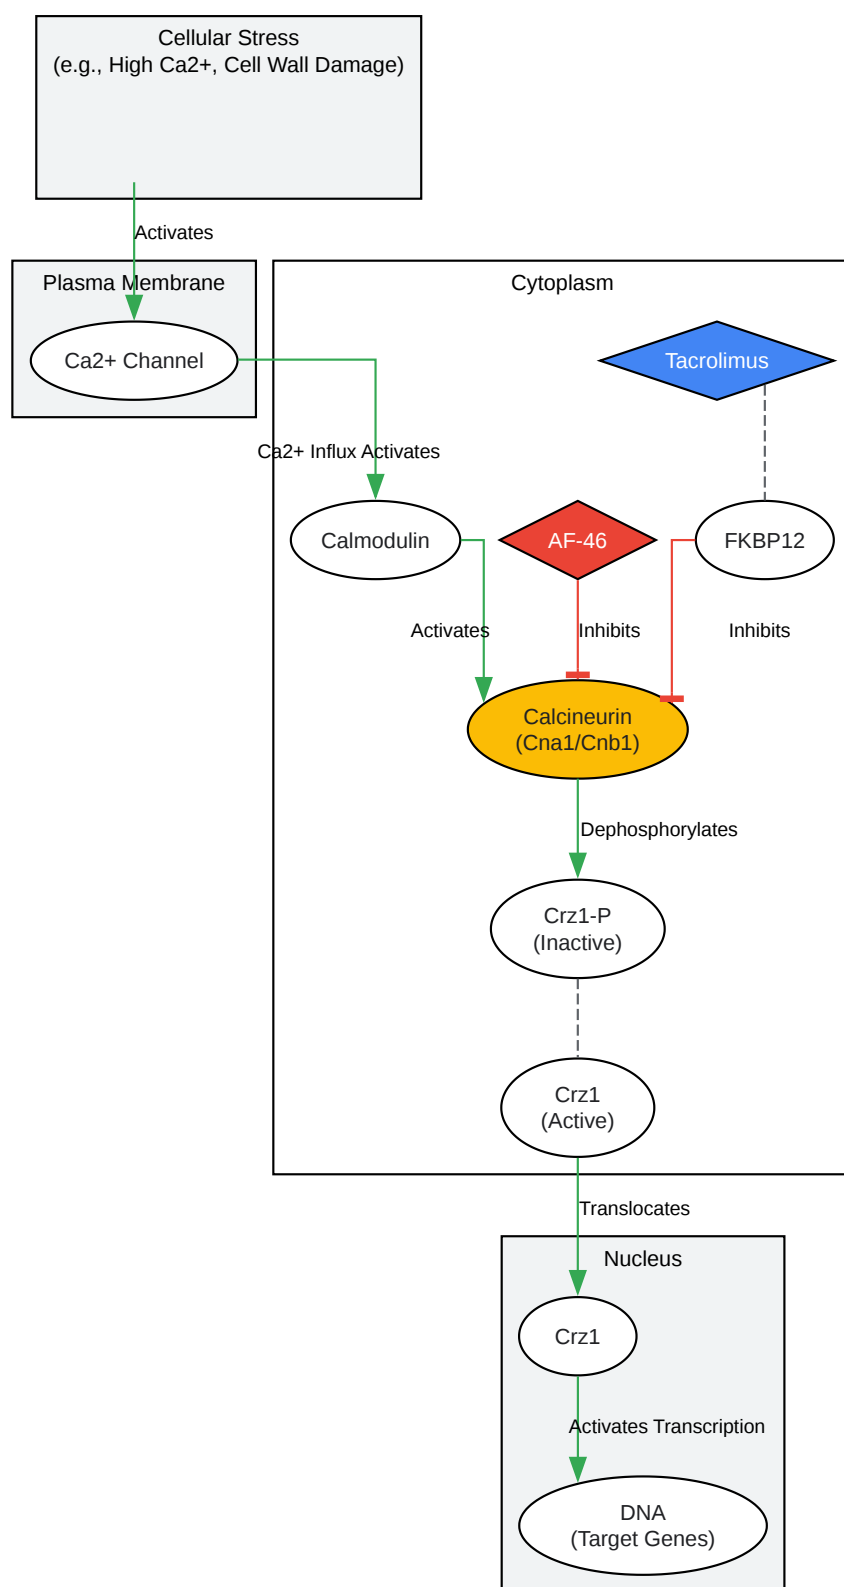 Cellular Stress
(e.g., High Ca2+, Cell Wall Damage)
Activates
Plasma Membrane
Ca2+ Channel
Cytoplasm
Tacrolimus
Ca2+ Influx Activates
Calmodulin
AF-46
FKBP12
Activates
Inhibits
Inhibits
Calcineurin
(Cna1/Cnb1)
Dephosphorylates
Crz1-P
(Inactive)
Crz1
(Active)
Translocates
Nucleus
Crz1
Activates Transcription
DNA
(Target Genes)